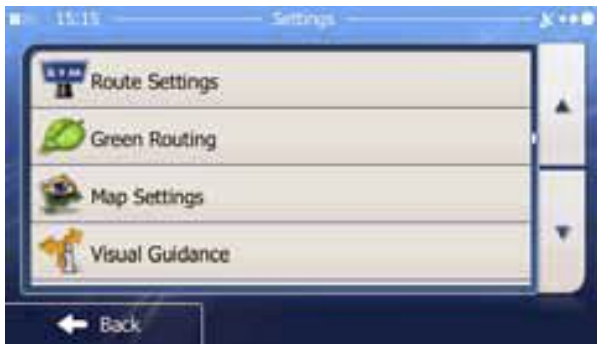 15:15 Settings
Route Settings
Green Routing
Map Settings
Visual Guidance
Back